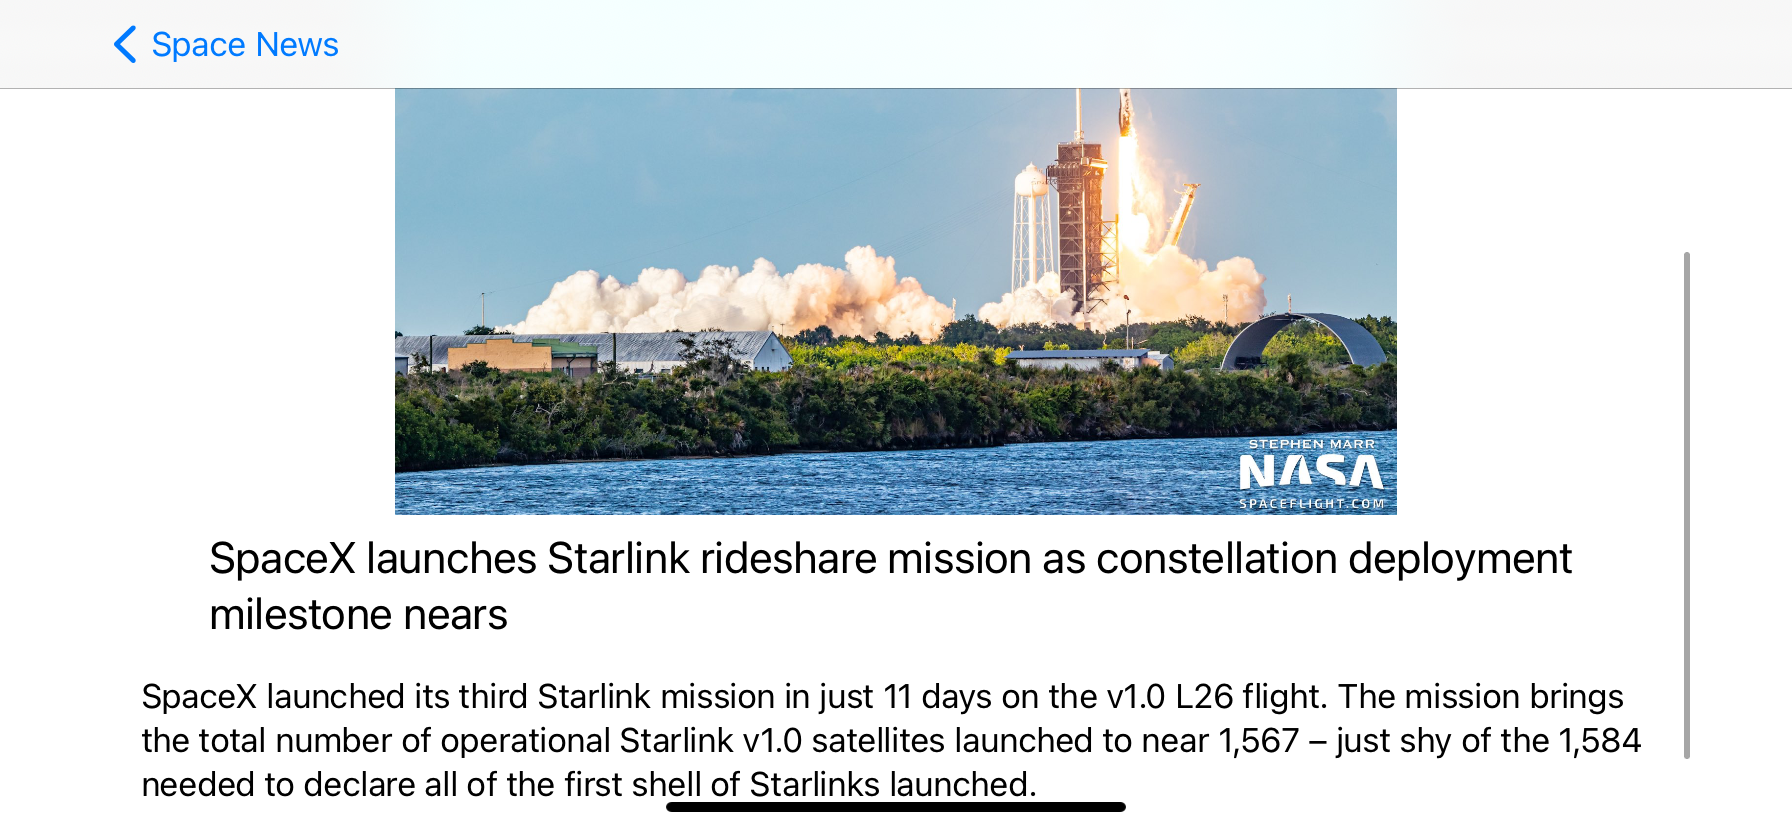 Space News
STEPHEN MARR
NASA
SPACEFLIGHT.COM
SpaceX launches Starlink rideshare mission as constellation deployment
milestone nears
SpaceX launched its third Starlink mission in just 11 days on the v1.0 L26 flight. The mission brings
the total number of operational Starlink v1.0 satellites launched to near 1,567 – just shy of the 1,584
needed to declare all of the first shell of Starlinks launched.